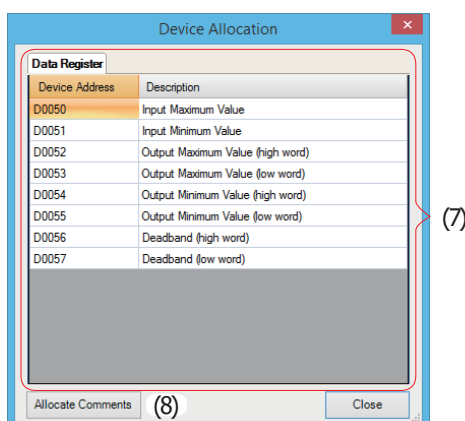 Device Allocation
Data Register
Device Address Description
D0050 Input Maximum Value
D0051 Input Minimum Value
D0052 Output Maximum Value (high word)
D0053 Output Maximum Value (low word)
D0054 Output Minimum Value (high word)
D0055 Output Minimum Value (low word)
D0056 Deadband (high word)
D0057 Deadband (low word)
(7)
Allocate Comments (8) Close